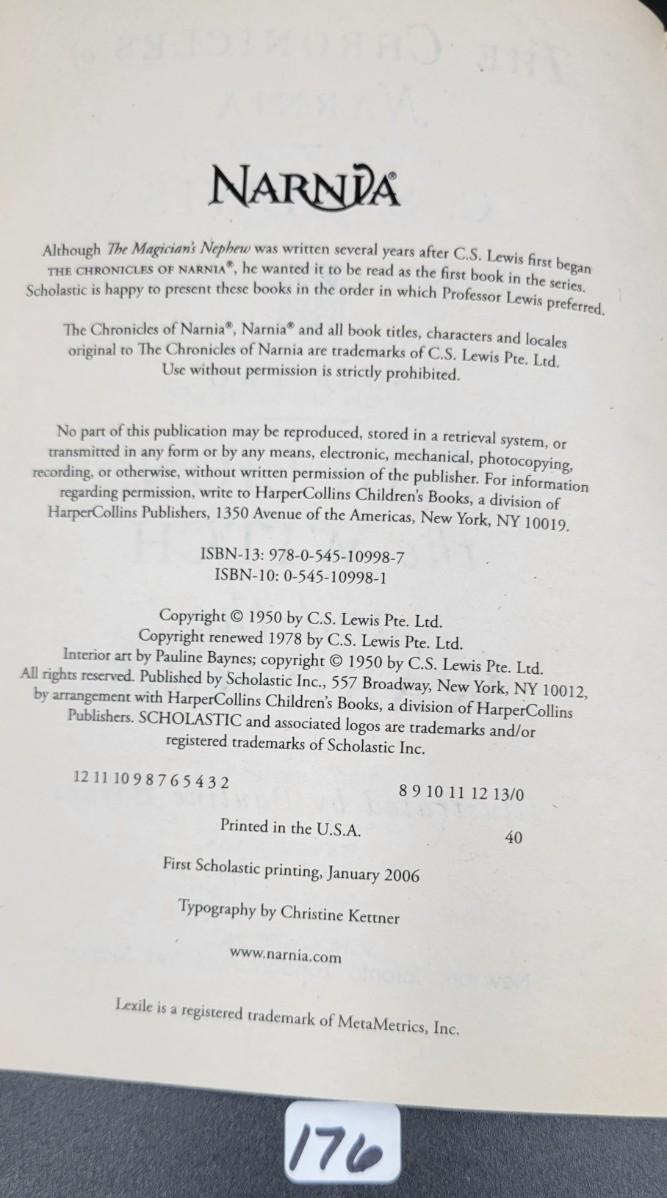 NARNIA®
Although The Magician's Nephew was written several years after C.S. Lewis first began
THE CHRONICLES OF NARNIA®, he wanted it to be read as the first book in the series.
Scholastic is happy to present these books in the order in which Professor Lewis preferred.
The Chronicles of Narnia®, Narnia® and all book titles, characters and locales
original to The Chronicles of Narnia are trademarks of C.S. Lewis Pte. Ltd.
Use without permission is strictly prohibited.
No part of this publication may be reproduced, stored in a retrieval system, or
transmitted in any form or by any means, electronic, mechanical, photocopying,
recording, or otherwise, without written permission of the publisher. For information
regarding permission, write to HarperCollins Children's Books, a division of
HarperCollins Publishers, 1350 Avenue of the Americas, New York, NY 10019.
ISBN-13: 978-0-545-10998-7
ISBN-10: 0-545-10998-1
Copyright © 1950 by C.S. Lewis Pte. Ltd.
Copyright renewed 1978 by C.S. Lewis Pte. Ltd.
Interior art by Pauline Baynes; copyright © 1950 by C.S. Lewis Pte. Ltd.
All rights reserved. Published by Scholastic Inc., 557 Broadway, New York, NY 10012,
by arrangement with HarperCollins Children's Books, a division of HarperCollins
Publishers. SCHOLASTIC and associated logos are trademarks and/or
registered trademarks of Scholastic Inc.
12 11 10 9 8 7 6 5 4 3 2 8 9 10 11 12 13/0
Printed in the U.S.A. 40
First Scholastic printing, January 2006
Typography by Christine Kettner
www.narnia.com
Lexile is a registered trademark of MetaMetrics, Inc.
176